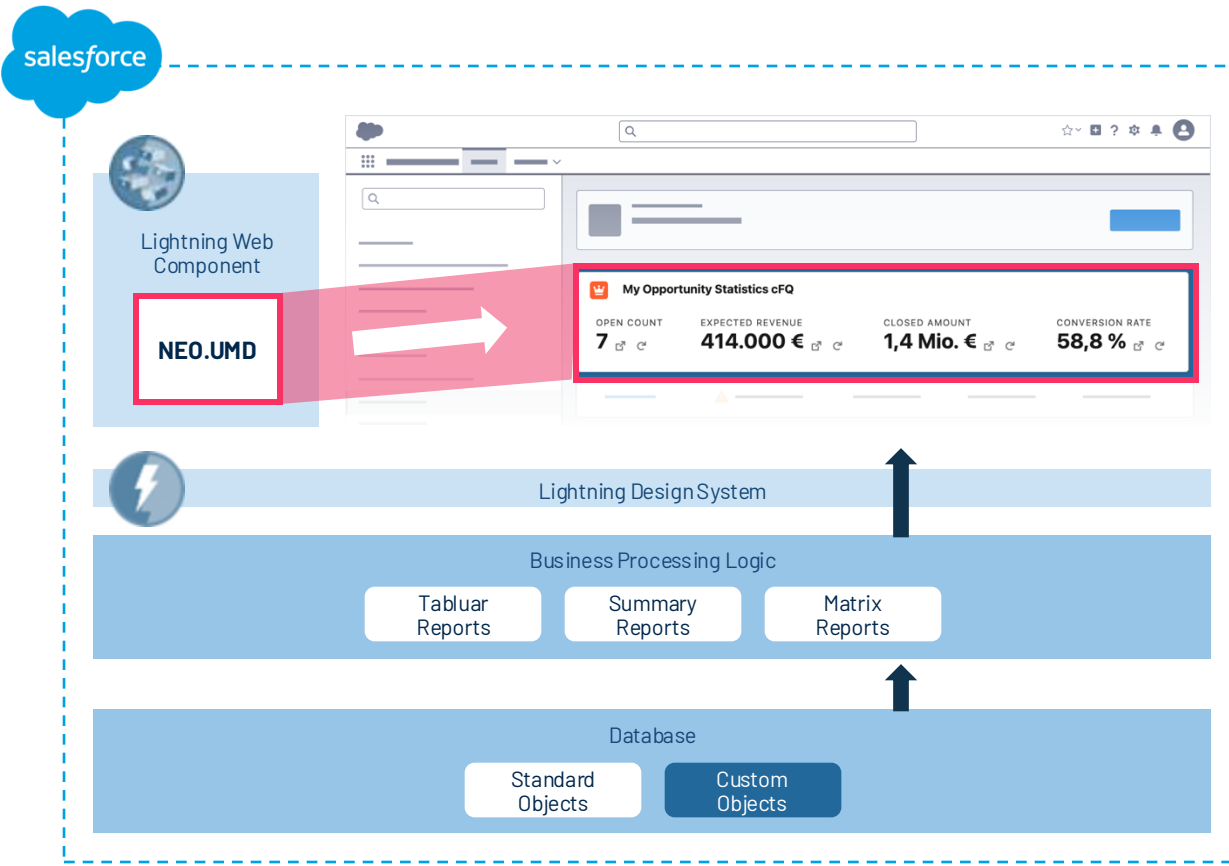 salesforce
Lightning Web
Component
NEO.UMD
My Opportunity Statistics cFQ
OPEN COUNT
EXPECTED REVENUE
CLOSED AMOUNT
CONVERSION RATE
7
414.000 €
1,4 Mio. €
58,8 %
Lightning Design System
Business Processing Logic
Tabluar
Reports
Summary
Reports
Matrix
Reports
Database
Standard
Objects
Custom
Objects